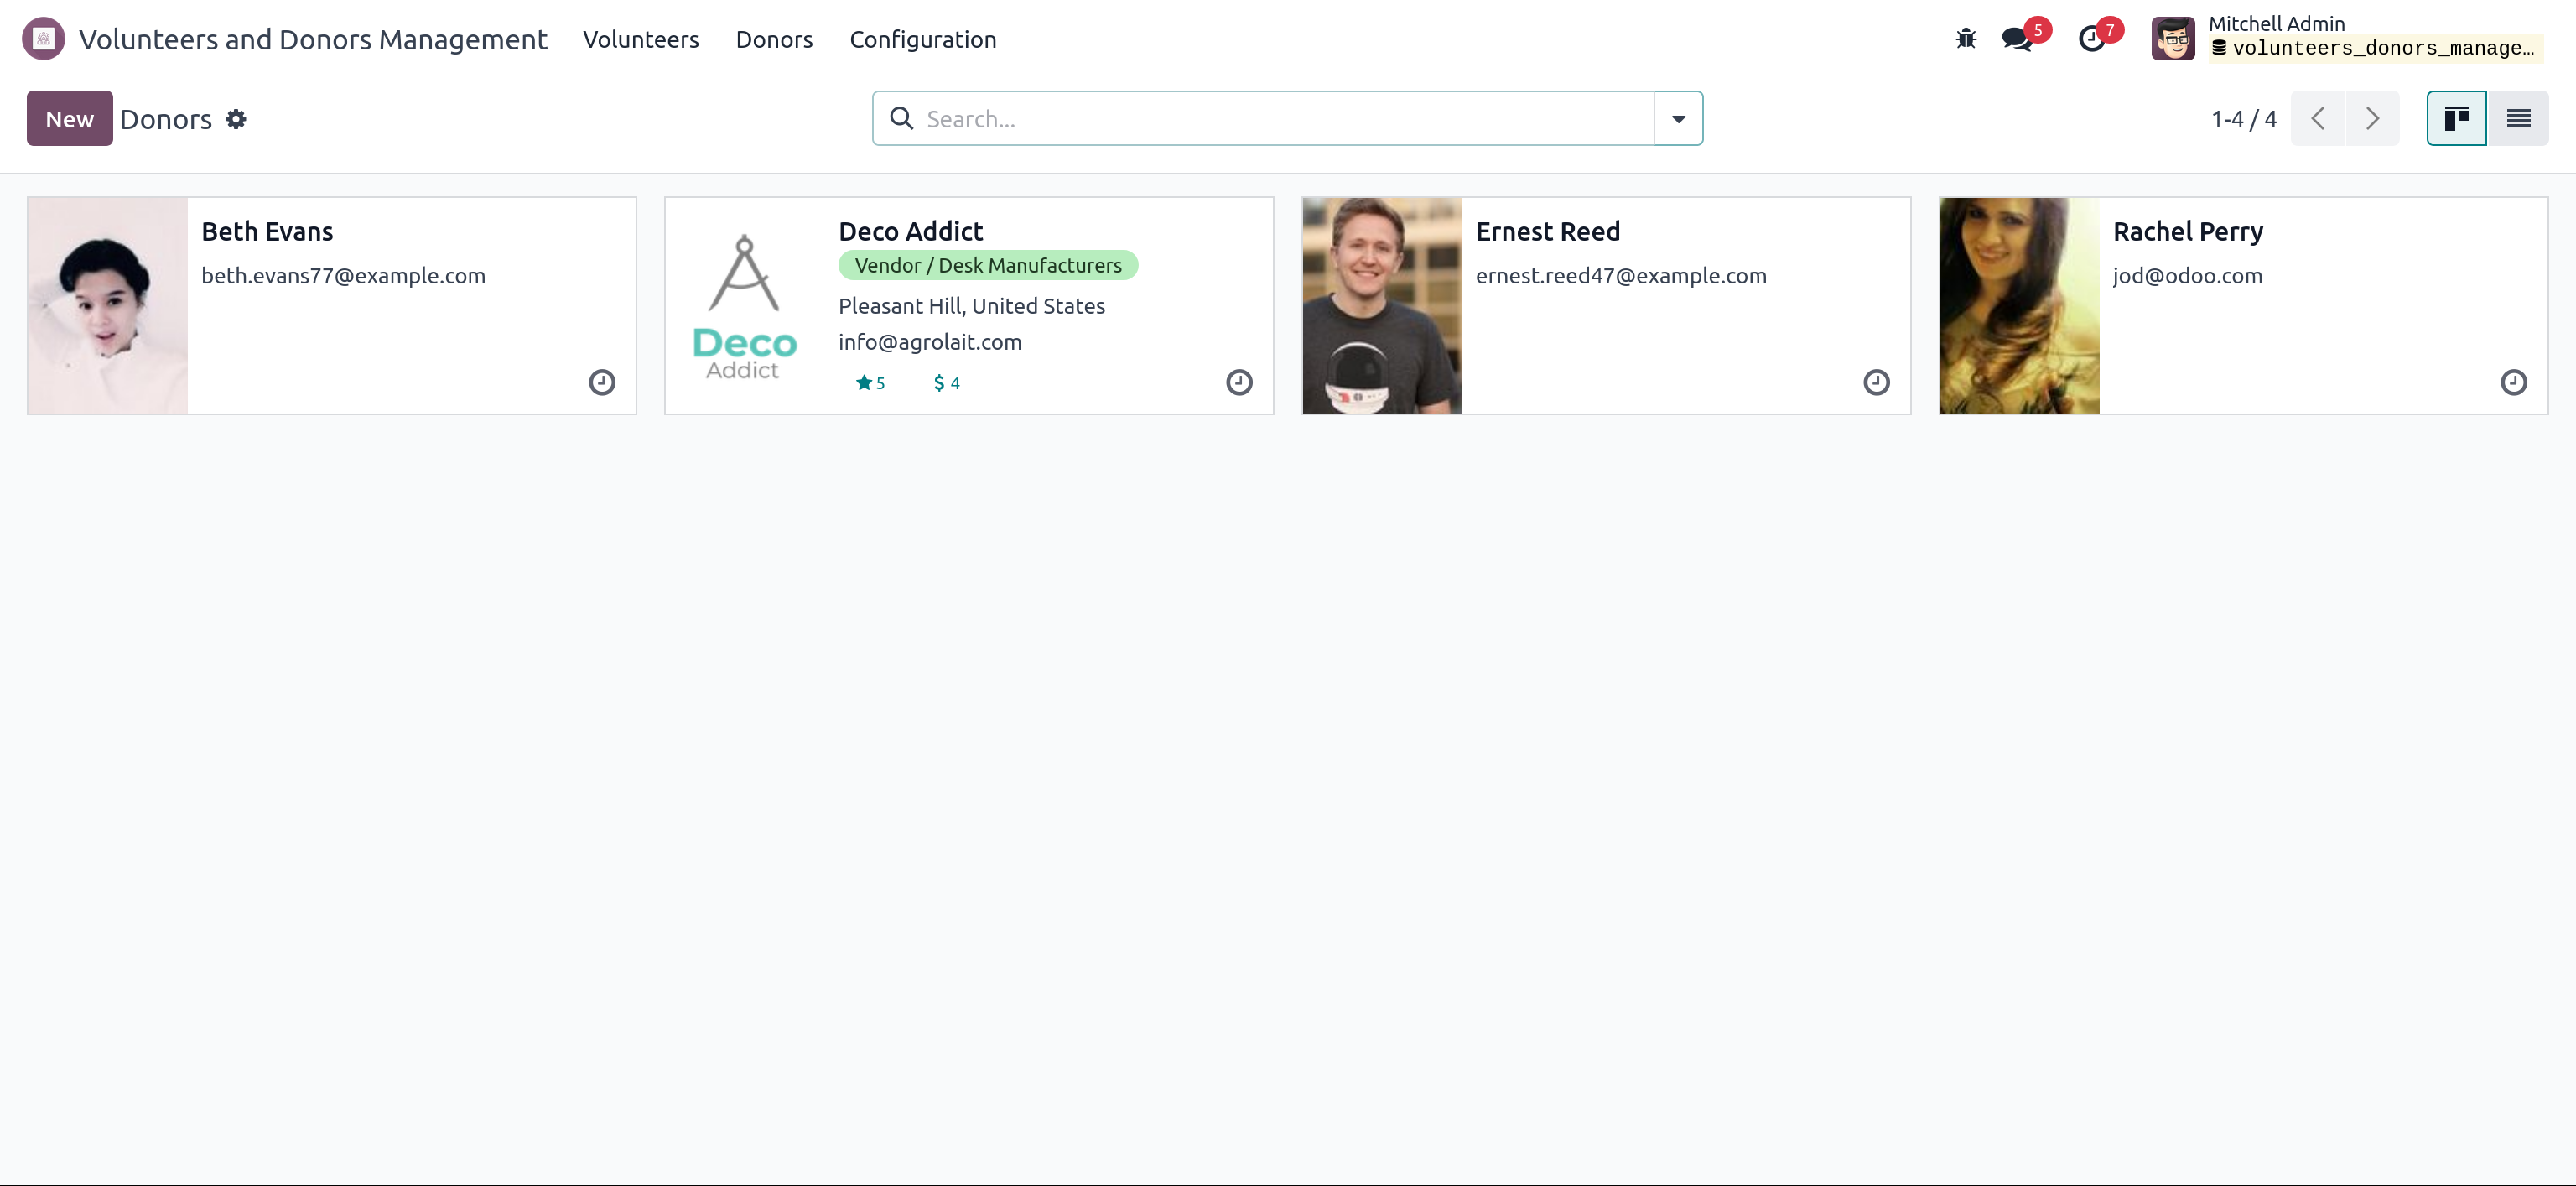 Volunteers and Donors Management Volunteers Donors Configuration 5 7 Mitchell Admin
volunteers_donors_manage…
New Donors Search... 1-4 / 4
Beth Evans
beth.evans77@example.com
Deco Addict
Vendor / Desk Manufacturers
Pleasant Hill, United States
info@agrolait.com
5 $ 4
Deco
Addict
Ernest Reed
ernest.reed47@example.com
Rachel Perry
jod@odoo.com